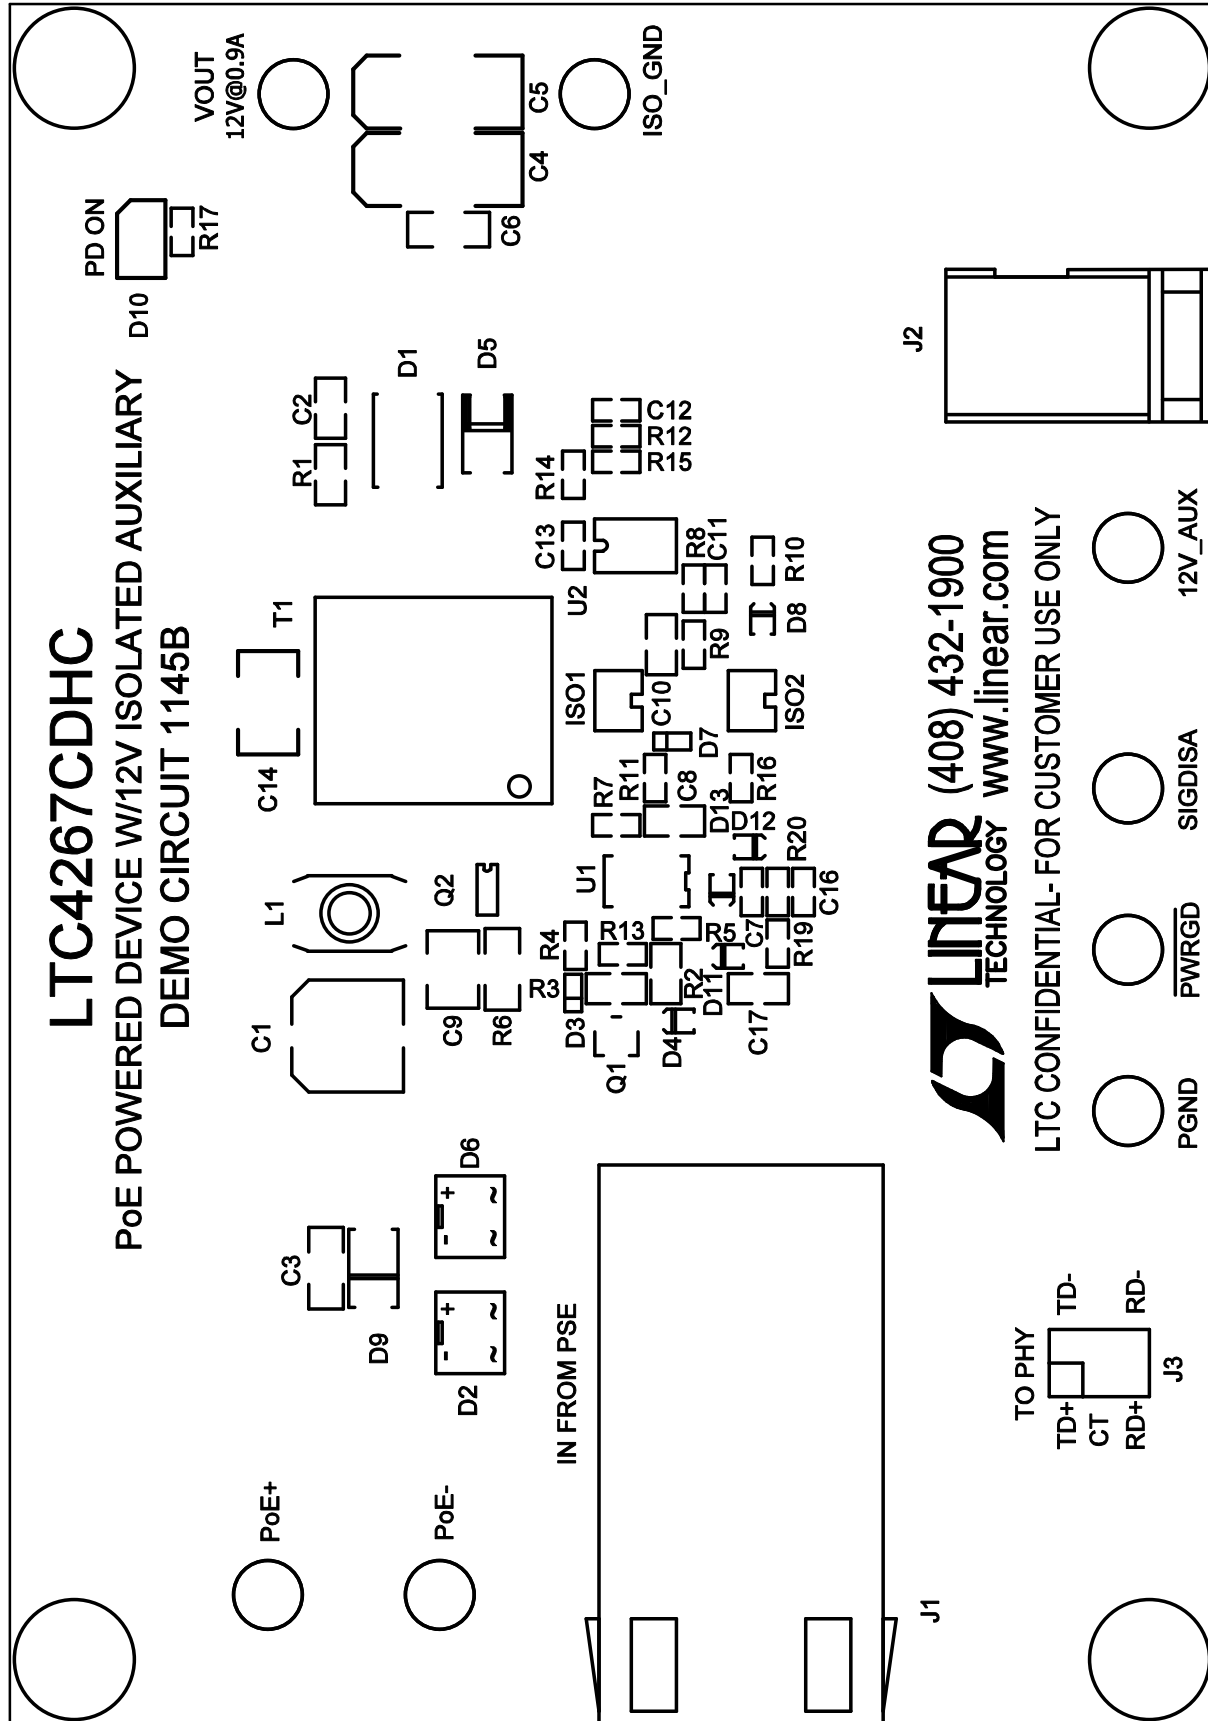 LTC4267CDHC
PoE POWERED DEVICE W/12V ISOLATED AUXILIARY
DEMO CIRCUIT 1145B
PD ON
D10
R17
VOUT
12V@0.9A
ISO_GND
C5
C4
C6
PoE+
PoE-
C3
D9
D2
- +
~ ~
D6
- +
~ ~
C1
L1
C14
T1
R1
C2
D1
D5
C9
R6
Q2
R3
R4
D3
Q1
R13
U1
R7
R11
C8
D13
D12
R20
R16
D7
ISO1
C10
ISO2
R9
D8
R10
U2
R8
C11
C13
R14
C12
R12
R15
R5
R2
D4
D11
C17
C7
R19
C16
IN FROM PSE
J1
J2
LINEAR
TECHNOLOGY
(408) 432-1900
www.linear.com
LTC CONFIDENTIAL- FOR CUSTOMER USE ONLY
TO PHY
TD+
TD-
CT
RD+
RD-
J3
PGND
PWRGD
SIGDISA
12V_AUX